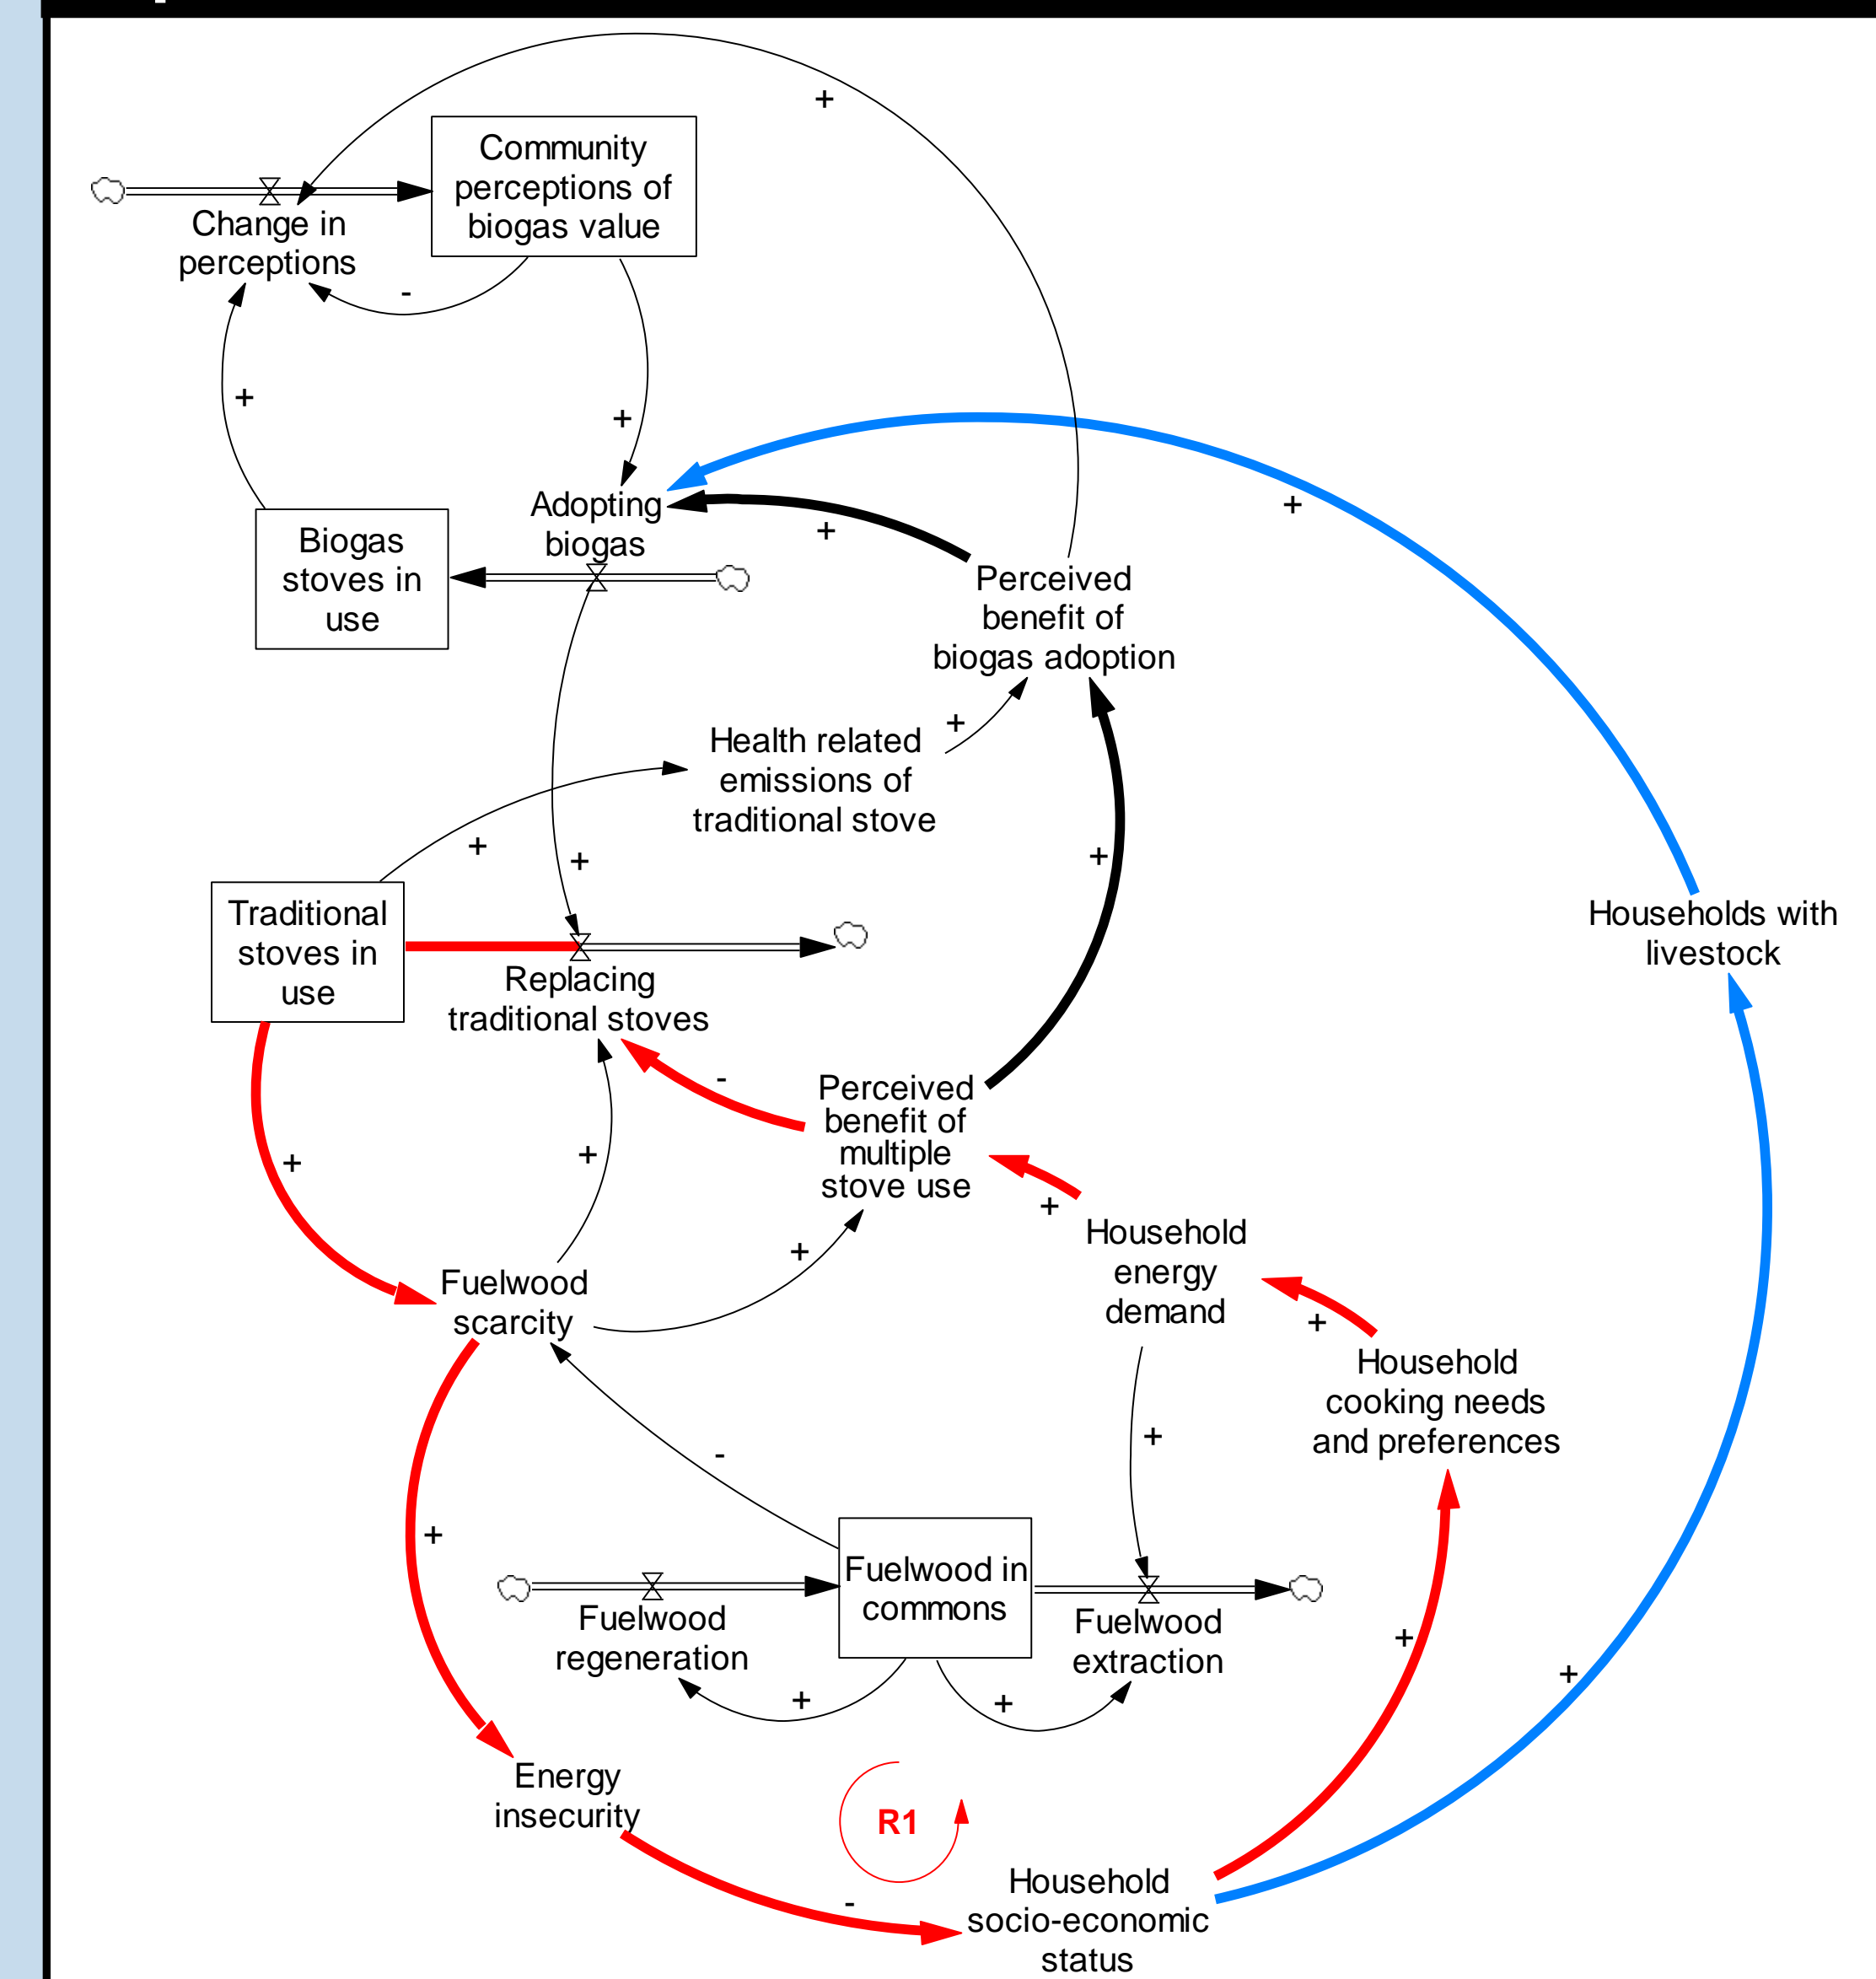 +
Community
perceptions of
biogas value
Change in
perceptions
-
+
+
Adopting
biogas
+
+
Biogas
stoves in
use
Perceived
benefit of
biogas adoption
+
Health related
emissions of
traditional stove
+
+
+
Traditional
stoves in
use
Households with
livestock
Replacing
traditional stoves
-
Perceived
benefit of
multiple
stove use
+
+
+
+
Household
energy
demand
Fuelwood
scarcity
+
Household
cooking needs
and preferences
-
+
+
Fuelwood in
commons
Fuelwood
regeneration
Fuelwood
extraction
+
+
+
+
Energy
insecurity
R1
-
Household
socio-economic
status